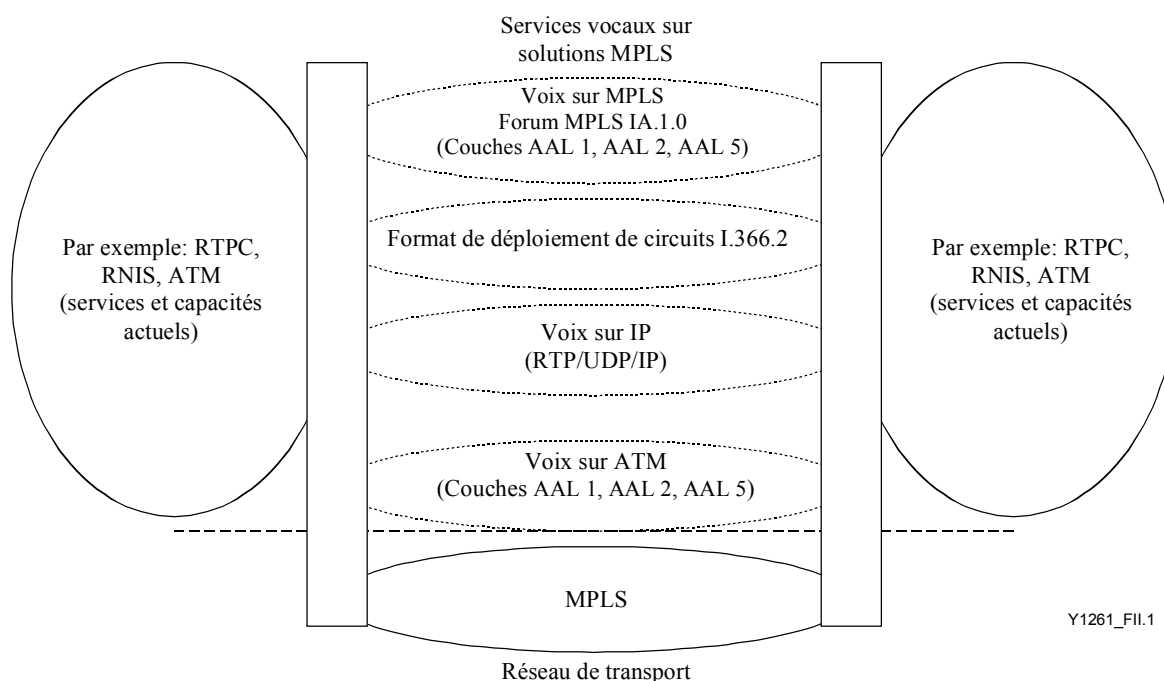 Services vocaux sur
solutions MPLS
Voix sur MPLS
Forum MPLS IA.1.0
(Couches AAL 1, AAL 2, AAL 5)
Format de déploiement de circuits I.366.2
Par exemple: RTPC,
RNIS, ATM
(services et capacités
actuels)
Voix sur IP
(RTP/UDP/IP)
Par exemple: RTPC,
RNIS, ATM
(services et capacités
actuels)
Voix sur ATM
(Couches AAL 1, AAL 2, AAL 5)
MPLS
Y1261_FII.1
Réseau de transport